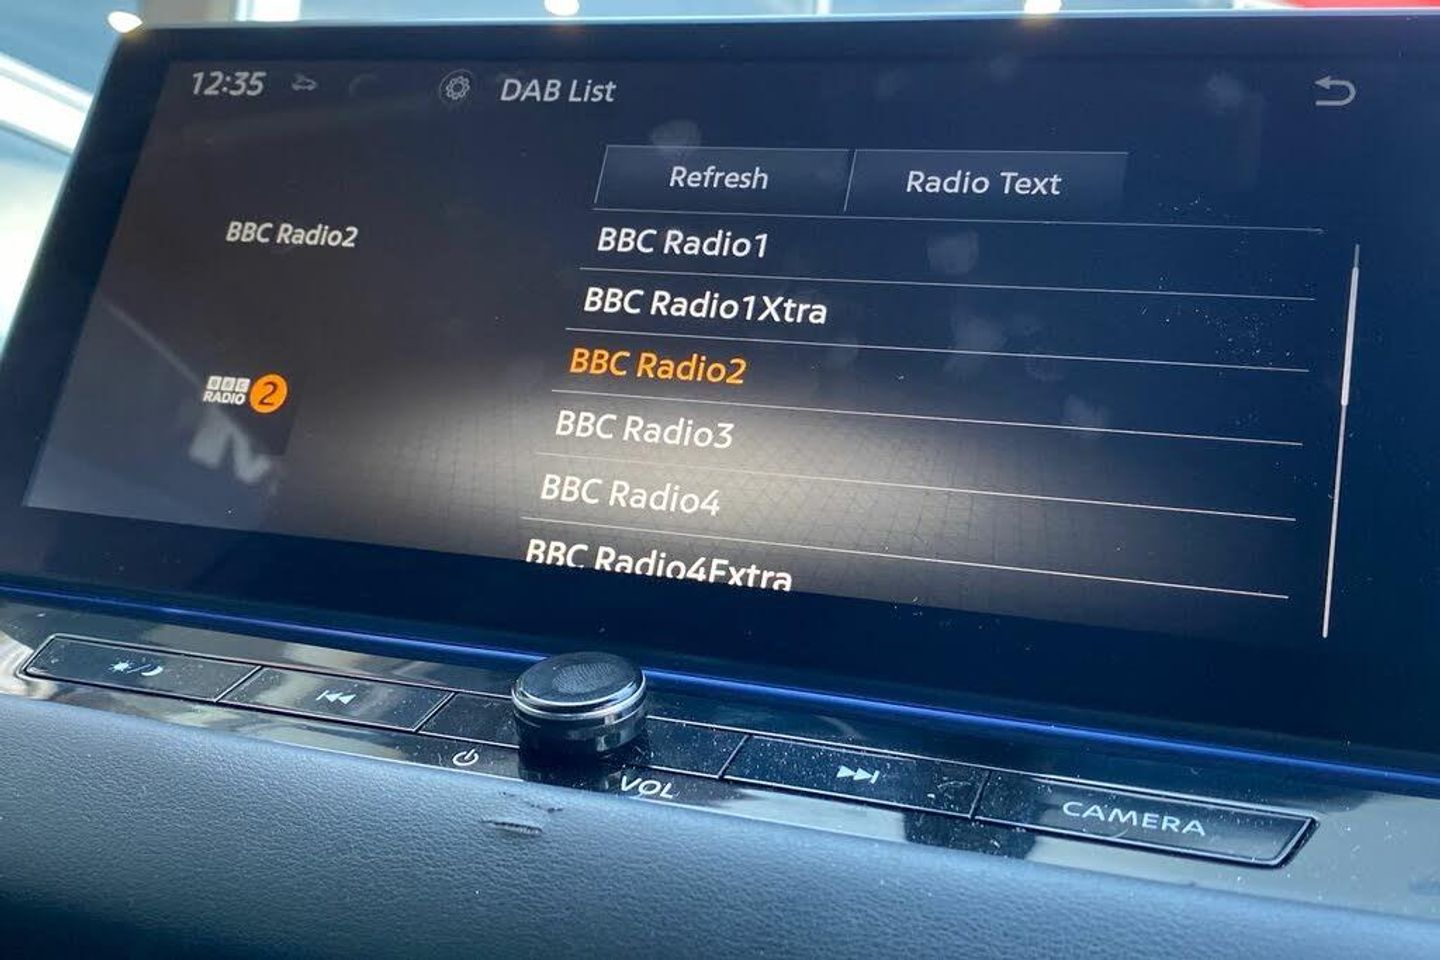 12:35
DAB List
Refresh
Radio Text
BBC Radio2
BBC Radio1
BBC Radio1Xtra
BBC Radio2
BBC Radio3
BBC Radio4
BBC Radio4Extra
BBC
RADIO 2
VOL
CAMERA